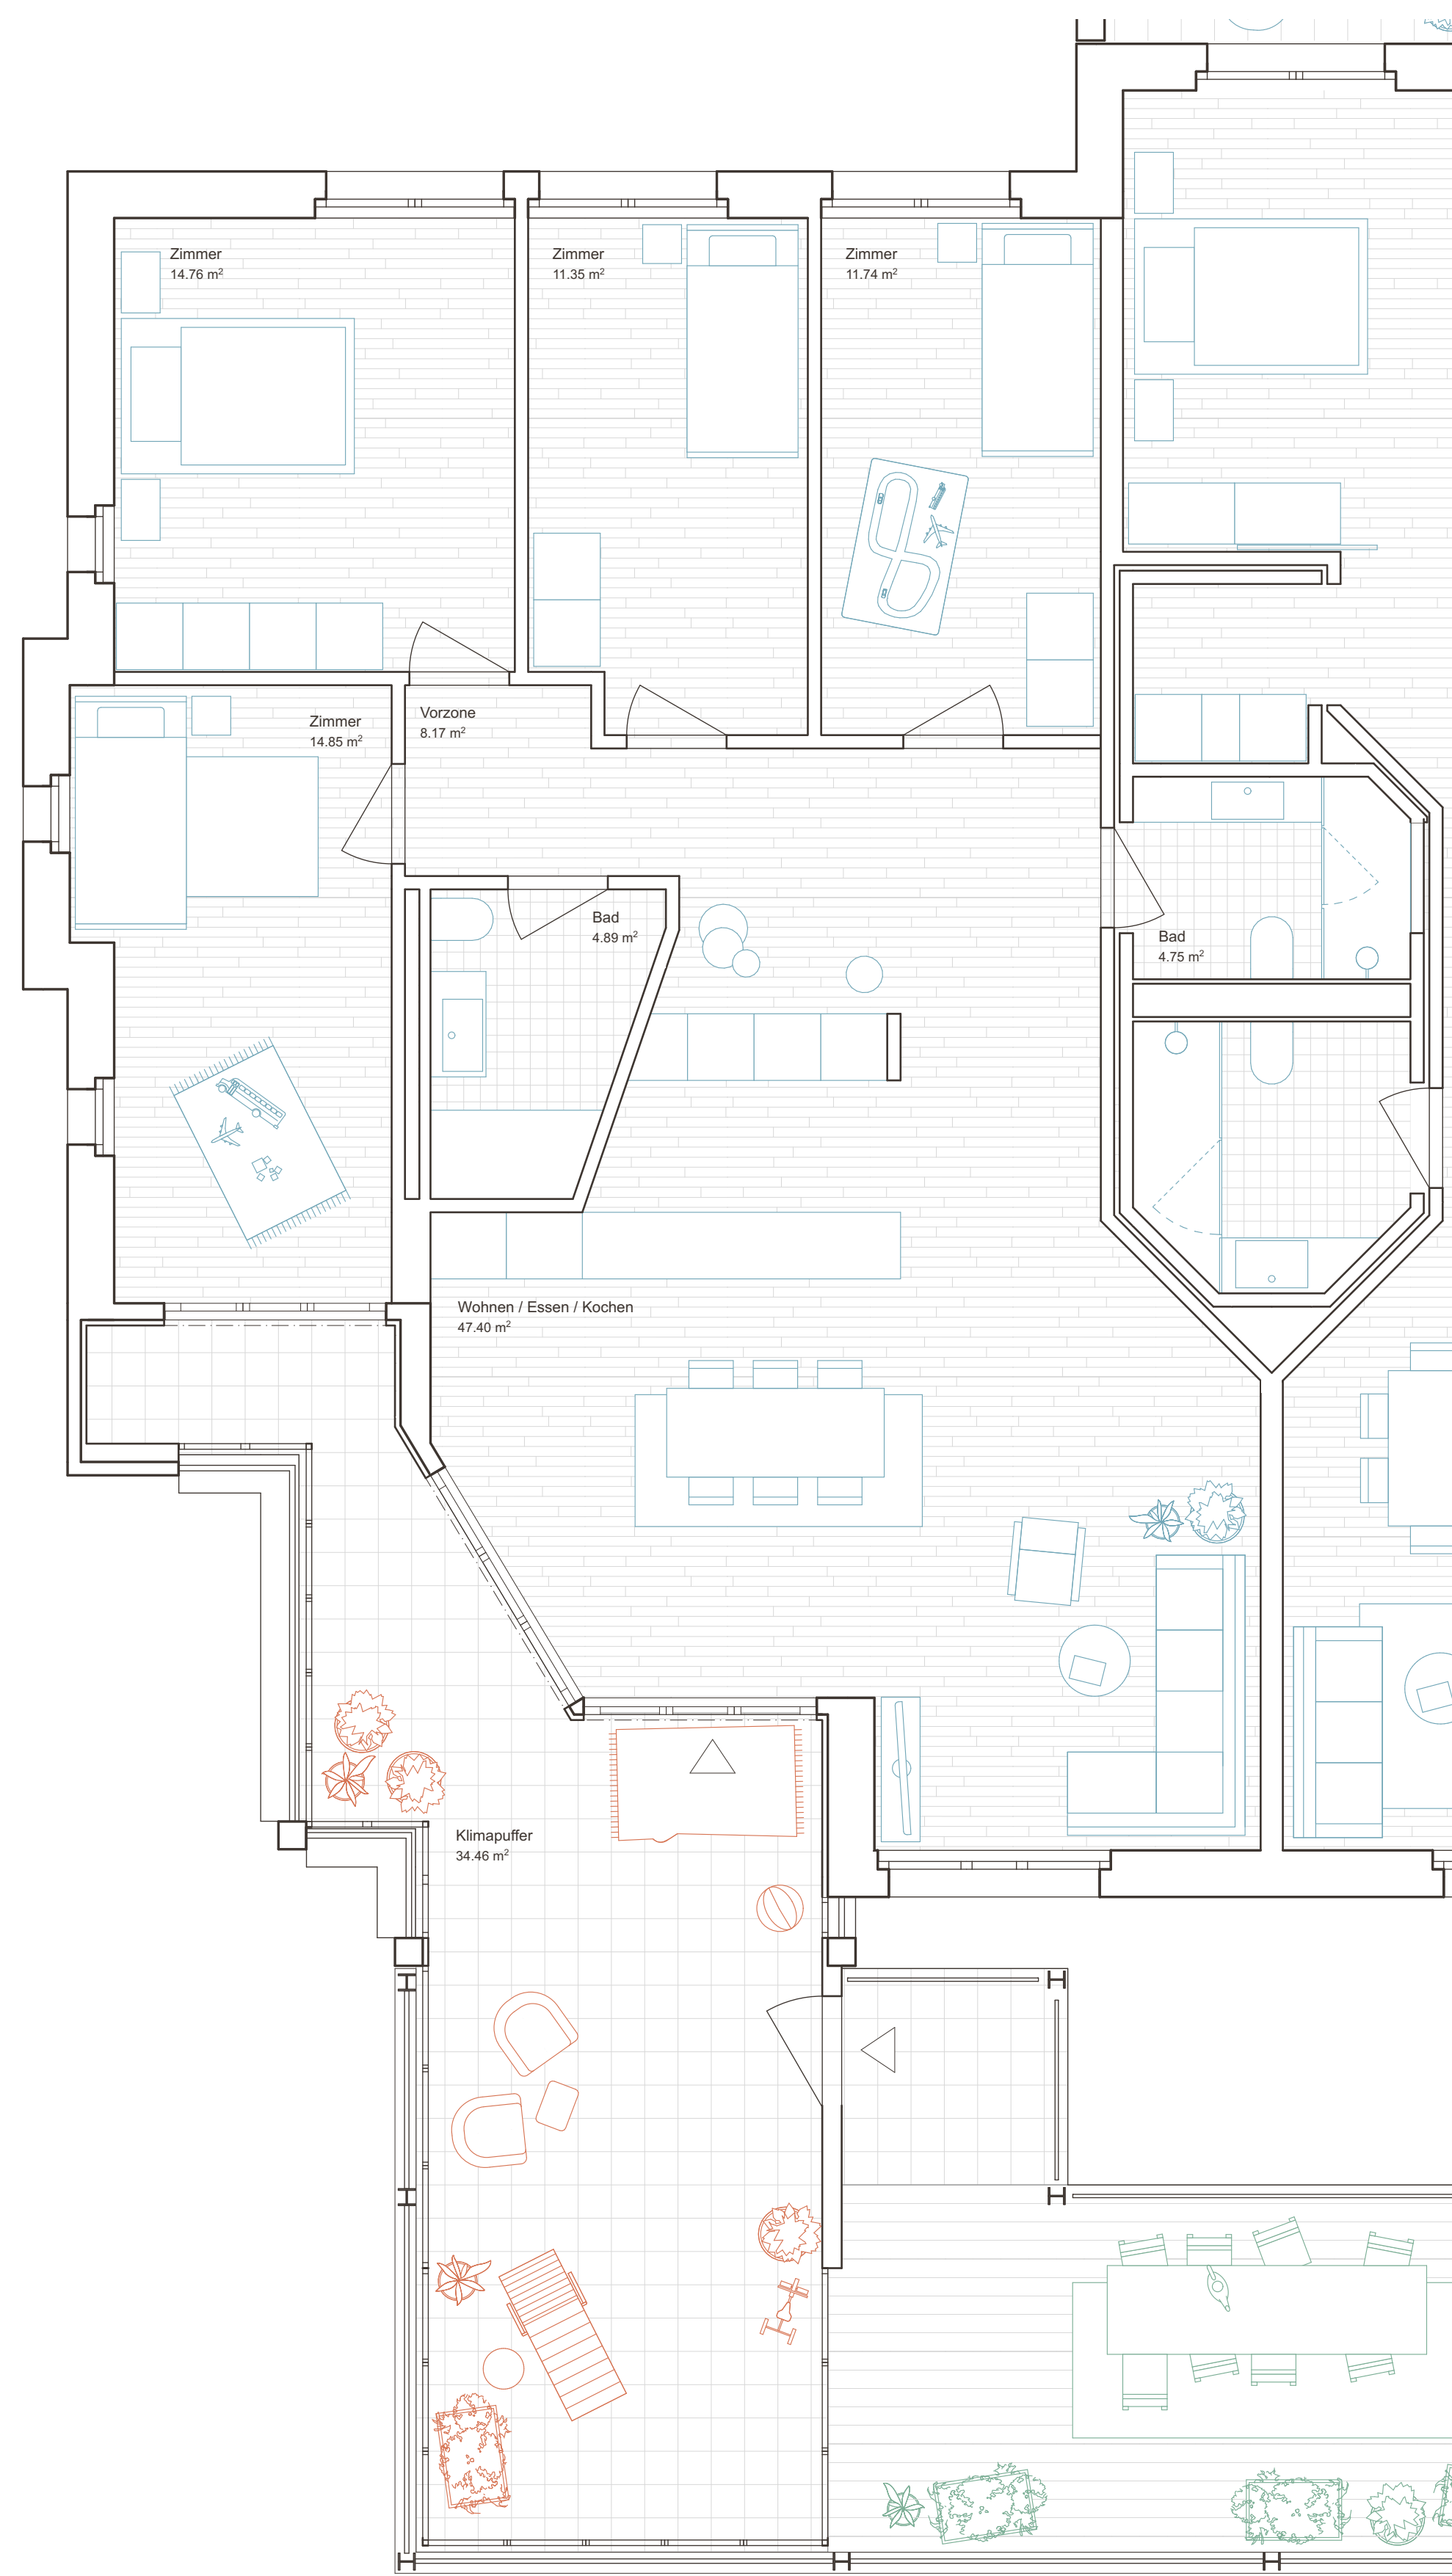 Zimmer
14.76 m²
Zimmer
11.35 m²
Zimmer
11.74 m²
Zimmer
14.85 m²
Vorzone
8.17 m²
Bad
4.89 m²
Bad
4.75 m²
Wohnen / Essen / Kochen
47.40 m²
Klimapuffer
34.46 m²